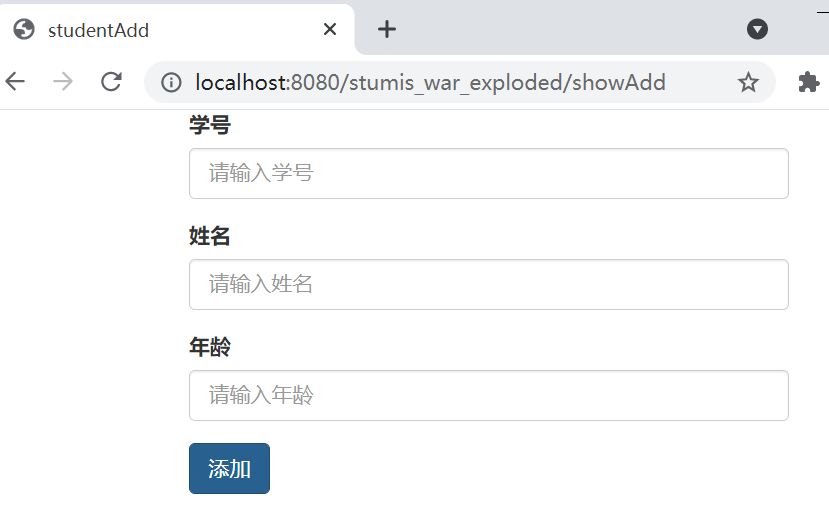 studentAdd
localhost:8080/stumis_war_exploded/showAdd
学号
请输入学号
姓名
请输入姓名
年龄
请输入年龄
添加